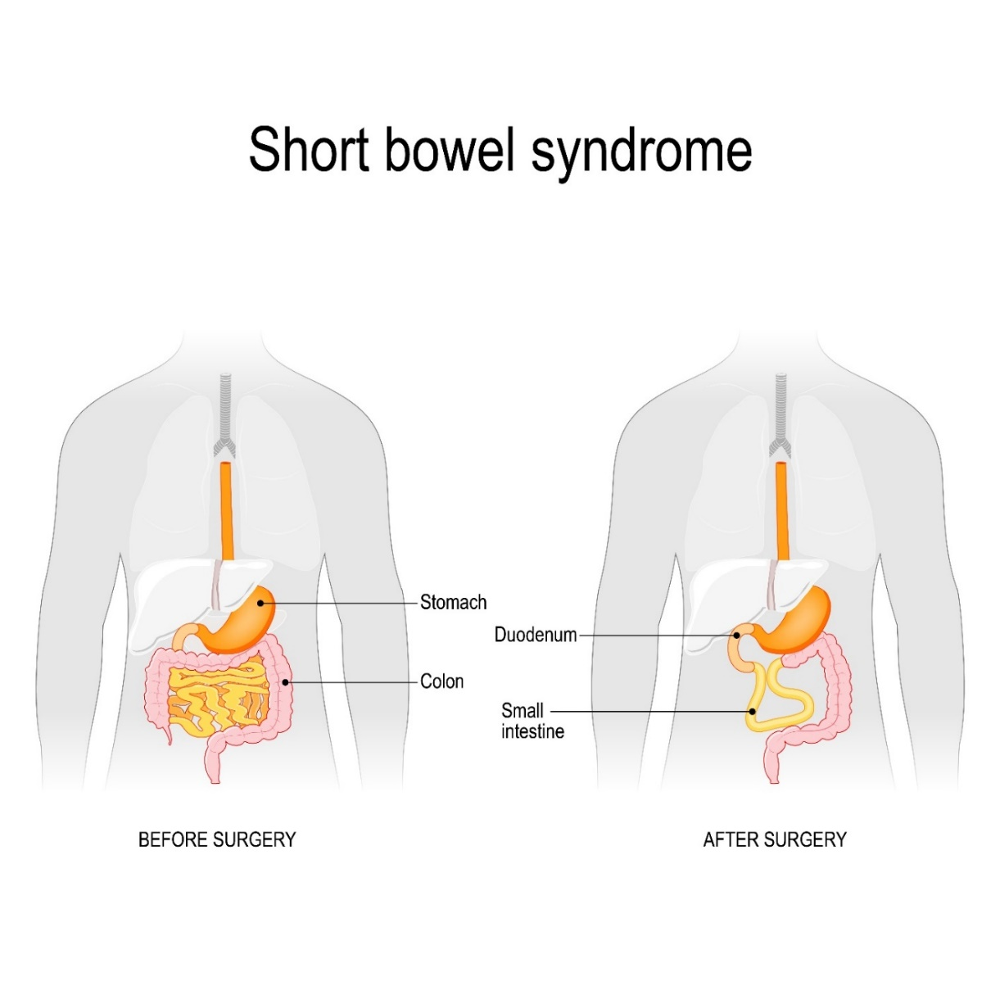 Short bowel syndrome
Stomach
Duodenum
Colon
Small
intestine
BEFORE SURGERY
AFTER SURGERY